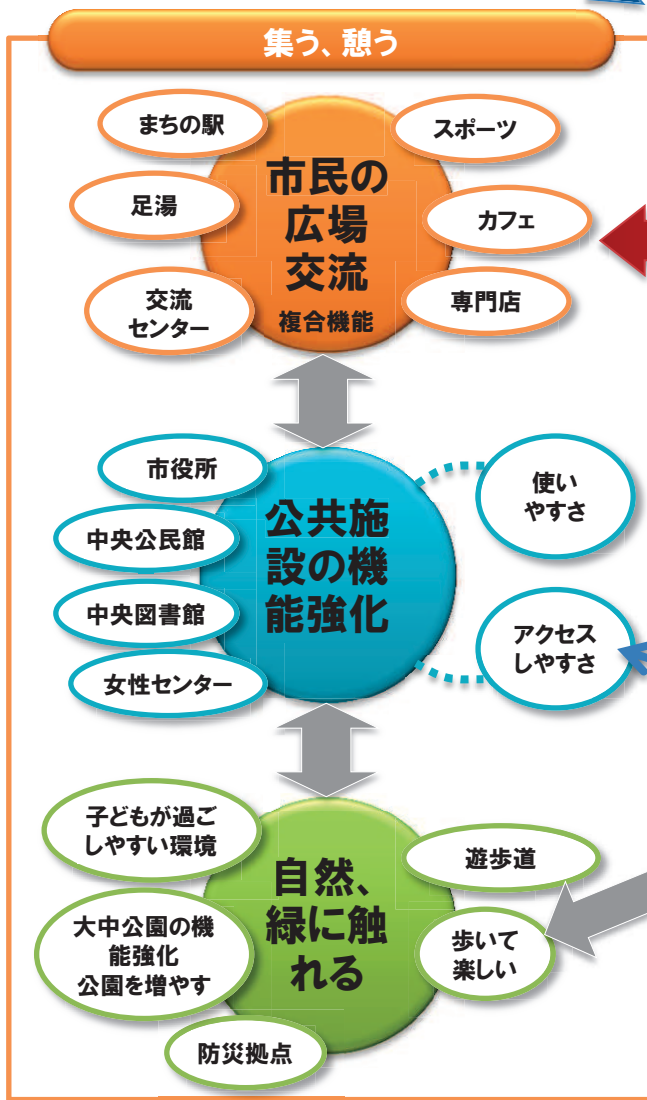 集う、憩う
まちの駅
足湯
交流
センター
市民の
広場
交流
複合機能
スポーツ
カフェ
専門店
市役所
中央公民館
中央図書館
女性センター
公共施
設の機
能強化
使い
やすさ
アクセス
しやすさ
子どもが過ご
しやすい環境
大中公園の機
能強化
公園を増やす
防災拠点
自然、
緑に触
れる
遊歩道
歩いて
楽しい